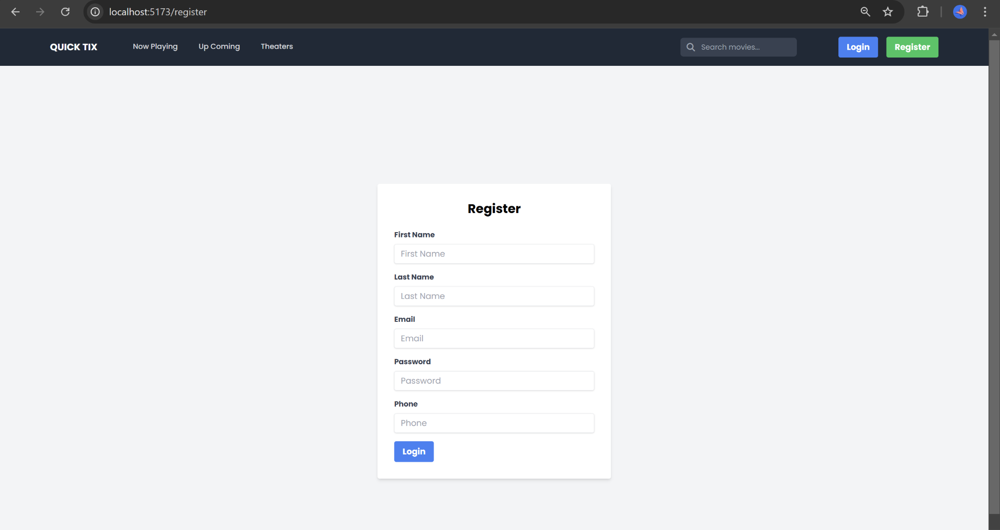 localhost:5173/register
QUICK TIX Now Playing Up Coming Theaters Search movies... Login Register
Register
First Name
First Name
Last Name
Last Name
Email
Email
Password
Password
Phone
Phone
Login